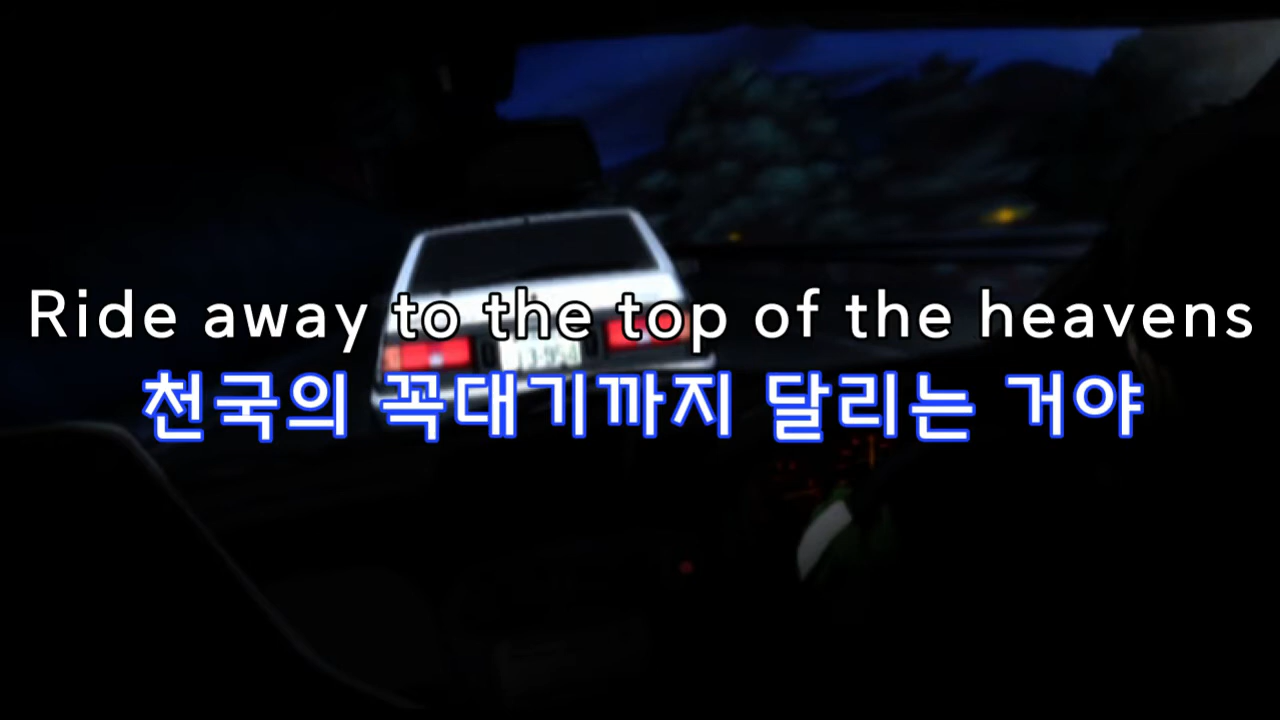 Ride away to the top of the heavens
천국의 꼭대기까지 달리는 거야